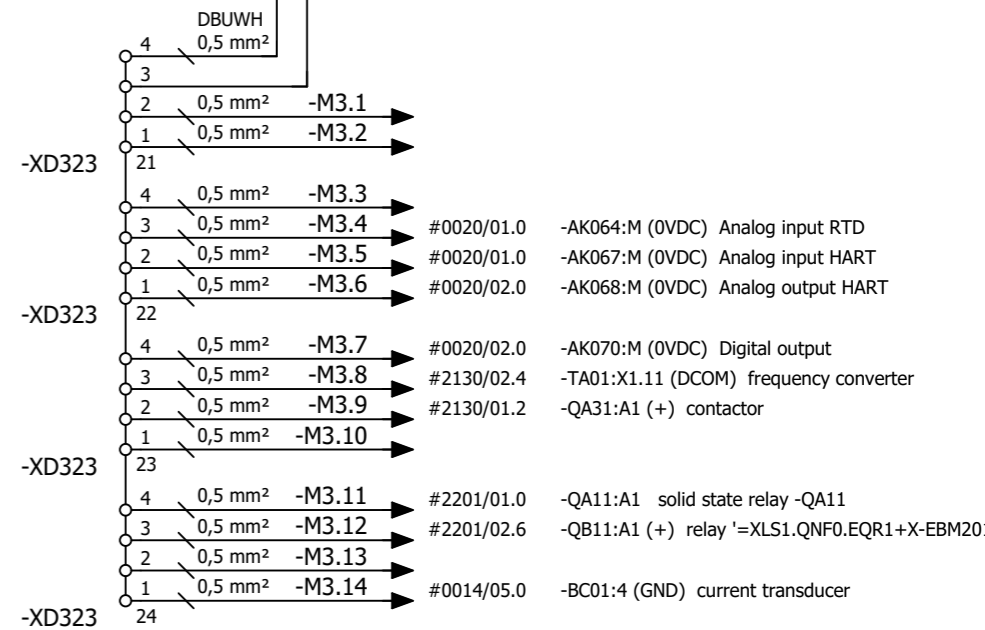 DBUWH
4 0,5 mm²
3
2 0,5 mm² -M3.1
1 0,5 mm² -M3.2
-XD323 21
4 0,5 mm² -M3.3
3 0,5 mm² -M3.4 #0020/01.0 -AK064:M (0VDC) Analog input RTD
2 0,5 mm² -M3.5 #0020/01.0 -AK067:M (0VDC) Analog input HART
1 0,5 mm² -M3.6 #0020/02.0 -AK068:M (0VDC) Analog output HART
-XD323 22
4 0,5 mm² -M3.7 #0020/02.0 -AK070:M (0VDC) Digital output
3 0,5 mm² -M3.8 #2130/02.4 -TA01:X1.11 (DCOM) frequency converter
2 0,5 mm² -M3.9 #2130/01.2 -QA31:A1 (+) contactor
1 0,5 mm² -M3.10
-XD323 23
4 0,5 mm² -M3.11 #2201/01.0 -QA11:A1 solid state relay -QA11
3 0,5 mm² -M3.12 #2201/02.6 -QB11:A1 (+) relay '=XLS1.QNF0.EQR1+X-EBM201
2 0,5 mm² -M3.13
1 0,5 mm² -M3.14 #0014/05.0 -BC01:4 (GND) current transducer
-XD323 24